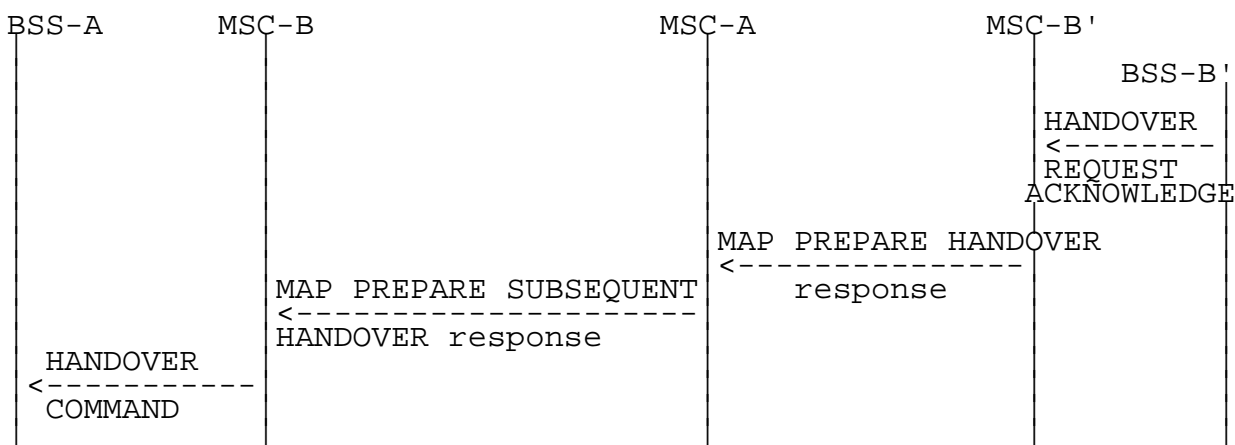 BSS-A MSC-B MSC-A MSC-B'
BSS-B'
HANDOVER
REQUEST
ACKNOWLEDGE
MAP PREPARE HANDOVER
response
MAP PREPARE SUBSEQUENT
HANDOVER response
HANDOVER
COMMAND